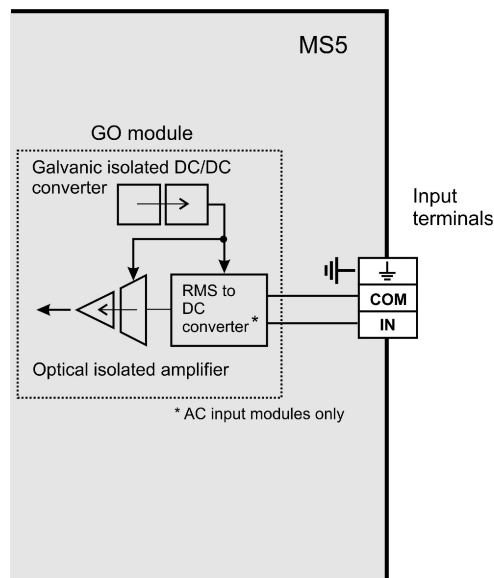 MS5
GO module
Galvanic isolated DC/DC
converter
Input
terminals
RMS to
DC
converter*
COM
IN
Optical isolated amplifier
* AC input modules only